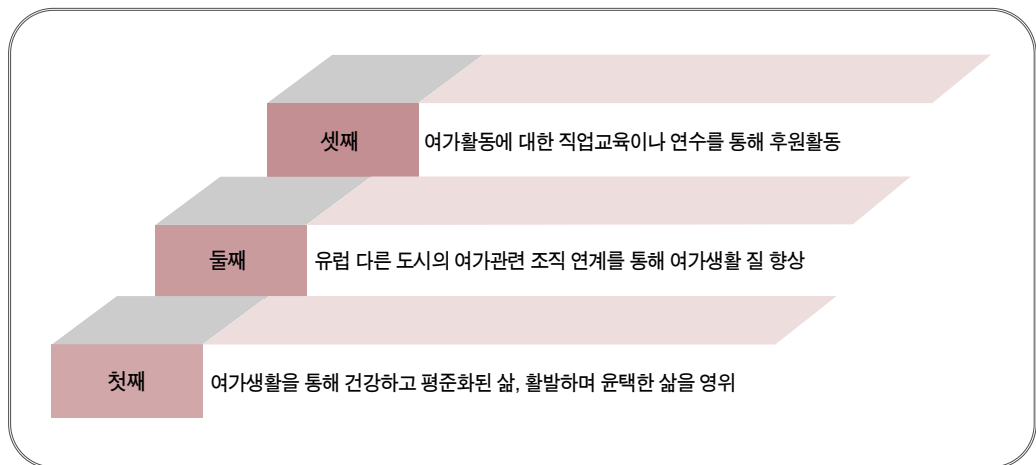 셋째
여가활동에 대한 직업교육이나 연수를 통해 후원활동
둘째
유럽 다른 도시의 여가관련 조직 연계를 통해 여가생활 질 향상
첫째
여가생활을 통해 건강하고 평준화된 삶, 활발하며 윤택한 삶을 영위